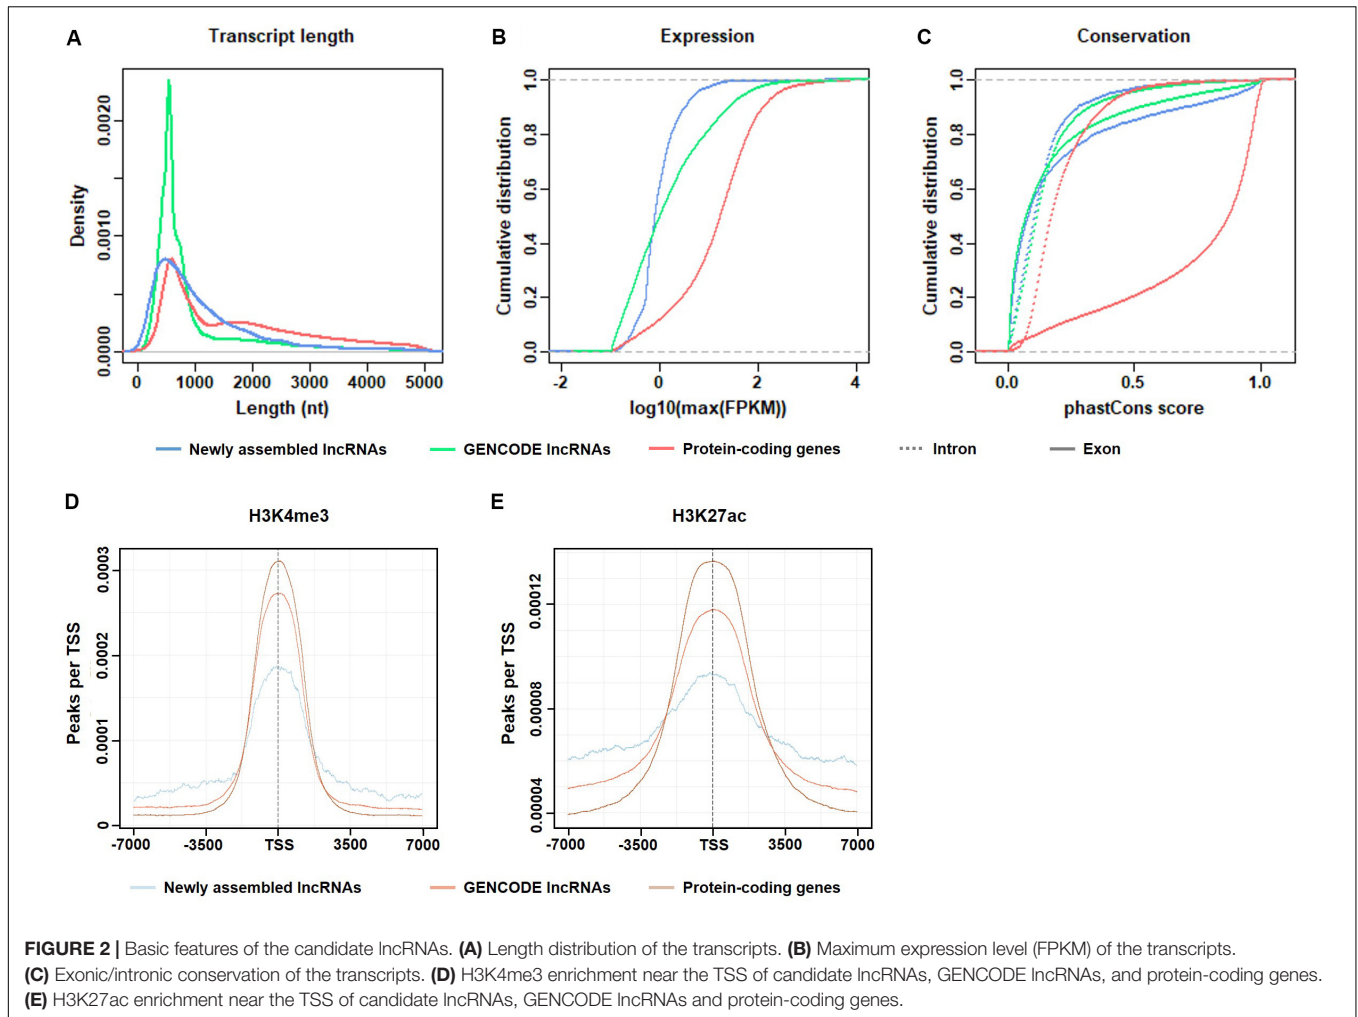 A Transcript length
B Expression
C Conservation
Density
0.0000 0.0010 0.0020
0 1000 2000 3000 4000 5000
Length (nt)
Cumulative distribution
0.0 0.2 0.4 0.6 0.8 1.0
-2 0 2 4
log10(max(FPKM))
Cumulative distribution
0.0 0.2 0.4 0.6 0.8 1.0
0.0 0.5 1.0
phastCons score
Newly assembled lncRNAs GENCODE lncRNAs Protein-coding genes Intron Exon
D H3K4me3
E H3K27ac
Peaks per TSS
0 0.0001 0.0002 0.0003
-7000 -3500 TSS 3500 7000
Peaks per TSS
0.00004 0.00008 0.00012
-7000 -3500 TSS 3500 7000
Newly assembled lncRNAs GENCODE lncRNAs Protein-coding genes
FIGURE 2 | Basic features of the candidate lncRNAs. (A) Length distribution of the transcripts. (B) Maximum expression level (FPKM) of the transcripts.
(C) Exonic/intronic conservation of the transcripts. (D) H3K4me3 enrichment near the TSS of candidate lncRNAs, GENCODE lncRNAs, and protein-coding genes.
(E) H3K27ac enrichment near the TSS of candidate lncRNAs, GENCODE lncRNAs and protein-coding genes.